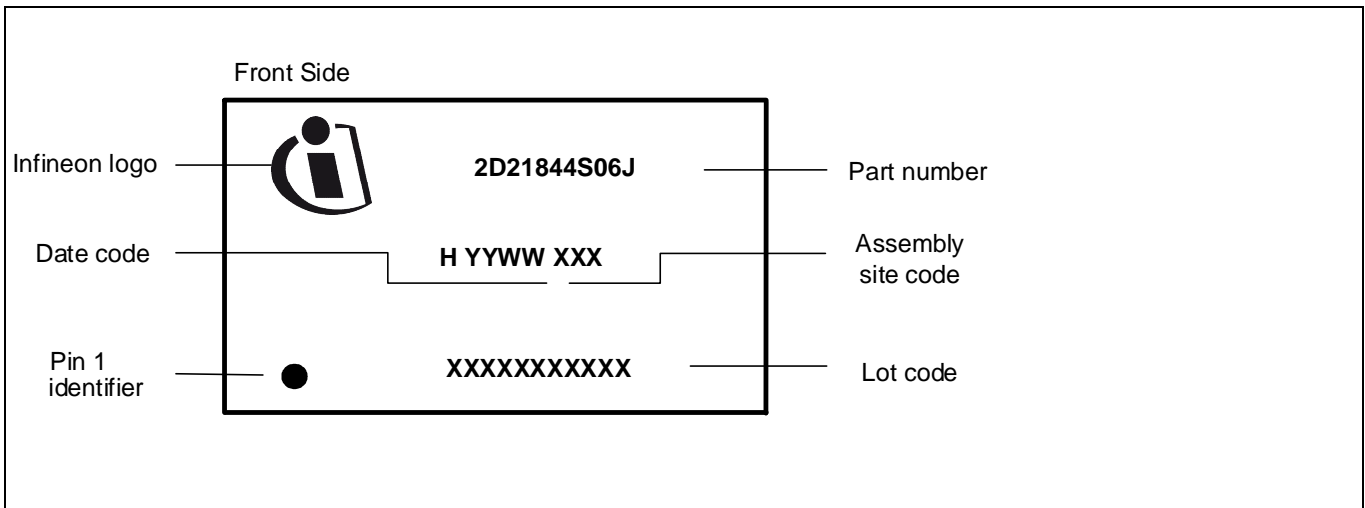 Front Side
Infineon logo
2D21844S06J
Part number
Date code
H YYWW XXX
Assembly
site code
Pin 1
identifier
XXXXXXXXXXX
Lot code